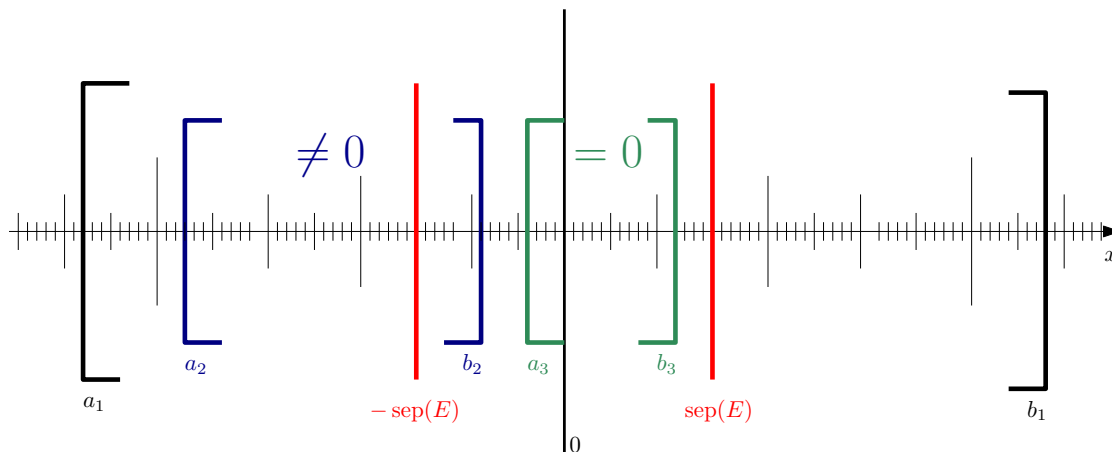 ≠ 0
= 0
x
a₂
b₂
a₃
b₃
a₁
− sep(E)
sep(E)
b₁
0